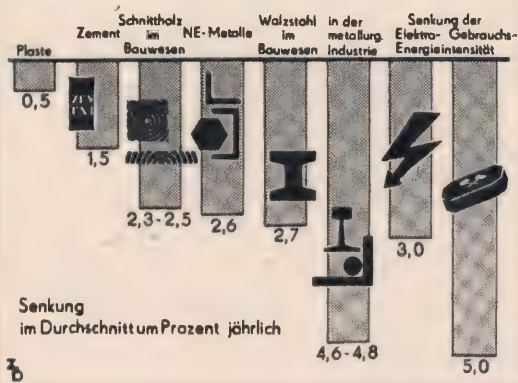 Plaste
0,5
Zement
ZEM
ENT
1,5
Schnittholz
im
Bauwesen
2,3-2,5
NE-Metalle
2,6
Walzstahl
im
Bauwesen
2,7
in der
metallurg.
Industrie
4,6-4,8
Senkung der
Elektro- Gebrauchs-
Energieintensität
3,0
5,0
Senkung
im Durchschnitt um Prozent jährlich